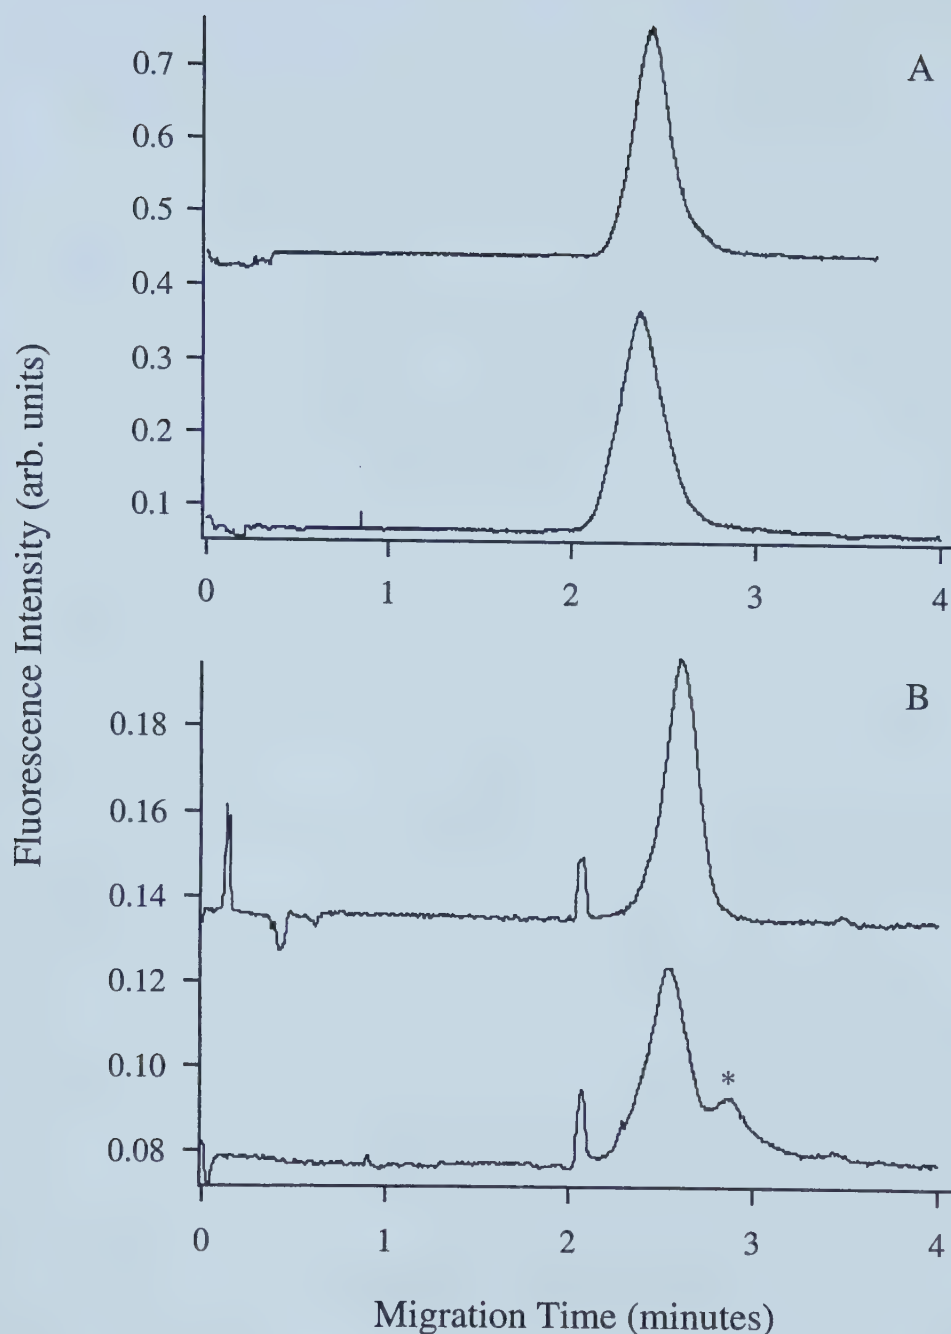 A
0.7
0.6
0.5
0.4
0.3
0.2
0.1
0 1 2 3 4
Fluorescence Intensity (arb. units)
B
0.18
0.16
0.14
0.12
0.10
*
0.08
0 1 2 3 4
Migration Time (minutes)